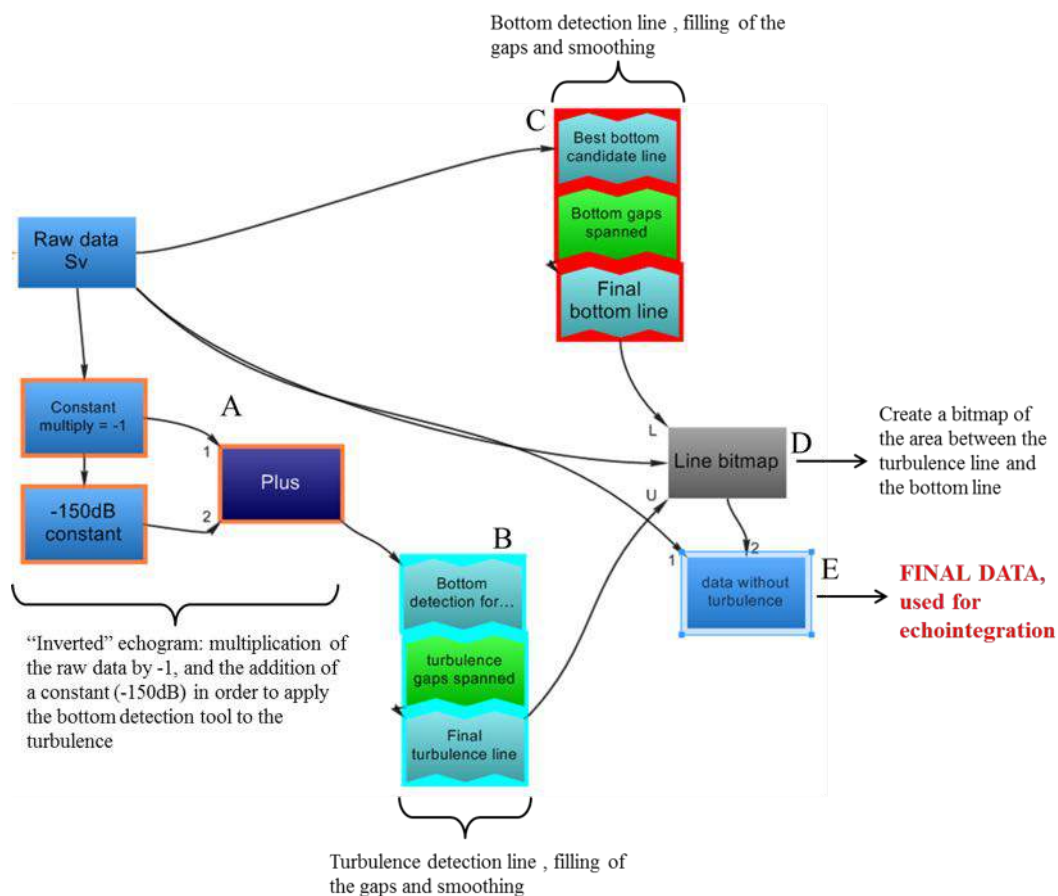 Bottom detection line , filling of the
gaps and smoothing
C
Best bottom
candidate line
Bottom gaps
spanned
Final
bottom line
Raw data
Sv
Constant
multiply = -1
A
1
Plus
-150dB
constant
2
L
Line bitmap
D
U
Create a bitmap of
the area between the
turbulence line and
the bottom line
B
Bottom
detection for...
turbulence
gaps spanned
Final
turbulence line
1
2
data without
turbulence
E
FINAL DATA,
used for
echointegration
“Inverted” echogram: multiplication of
the raw data by -1, and the addition of
a constant (-150dB) in order to apply
the bottom detection tool to the
turbulence
Turbulence detection line , filling of
the gaps and smoothing